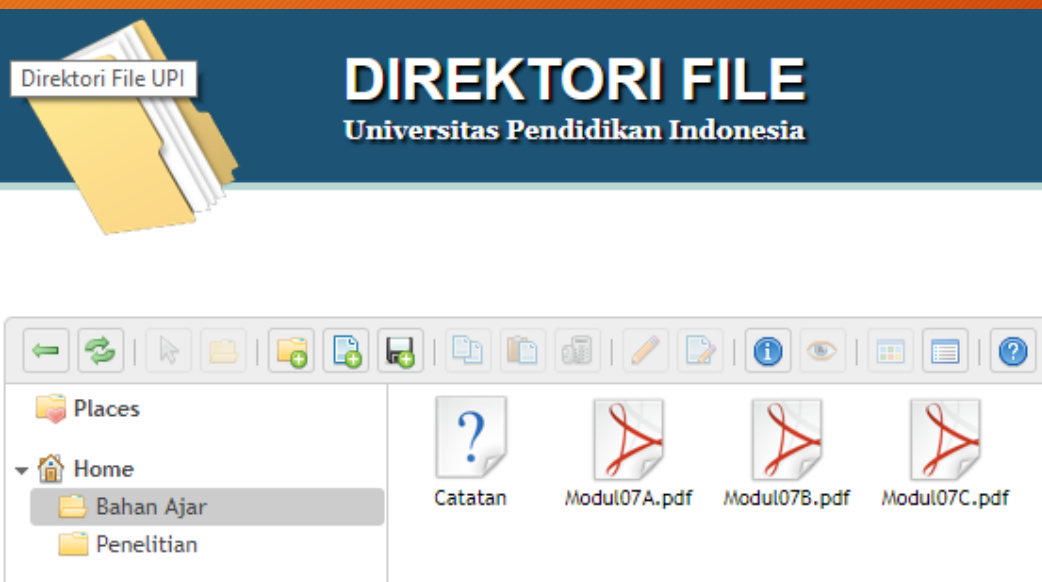 Direktori File UPI
DIREKTORI FILE
Universitas Pendidikan Indonesia
Places
Home
Bahan Ajar
Penelitian
?
Catatan
Modul07A.pdf
Modul07B.pdf
Modul07C.pdf